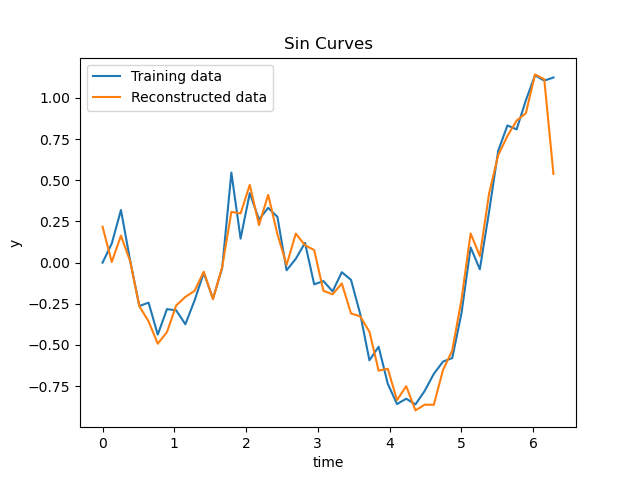 Sin Curves
Training data
Reconstructed data
y
1.00
0.75
0.50
0.25
0.00
−0.25
−0.50
−0.75
0 1 2 3 4 5 6
time